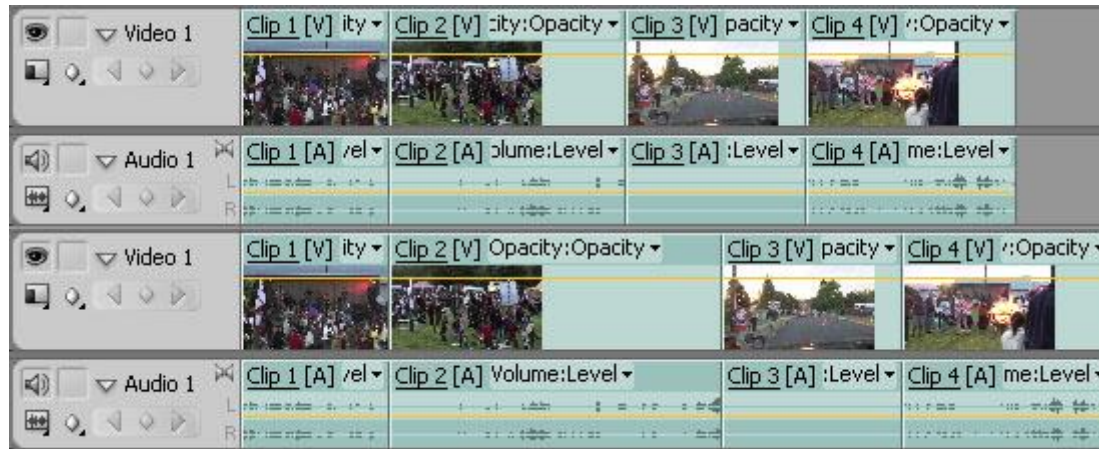 Video 1 Clip 1 [V] ity Clip 2 [V] :ity:Opacity Clip 3 [V] pacity Clip 4 [V] :Opacity
Audio 1 Clip 1 [A] vel Clip 2 [A] olume:Level Clip 3 [A] :Level Clip 4 [A] me:Level
L
R
Video 1 Clip 1 [V] ity Clip 2 [V] Opacity:Opacity Clip 3 [V] pacity Clip 4 [V] :Opacity
Audio 1 Clip 1 [A] vel Clip 2 [A] Volume:Level Clip 3 [A] :Level Clip 4 [A] me:Level
L
R